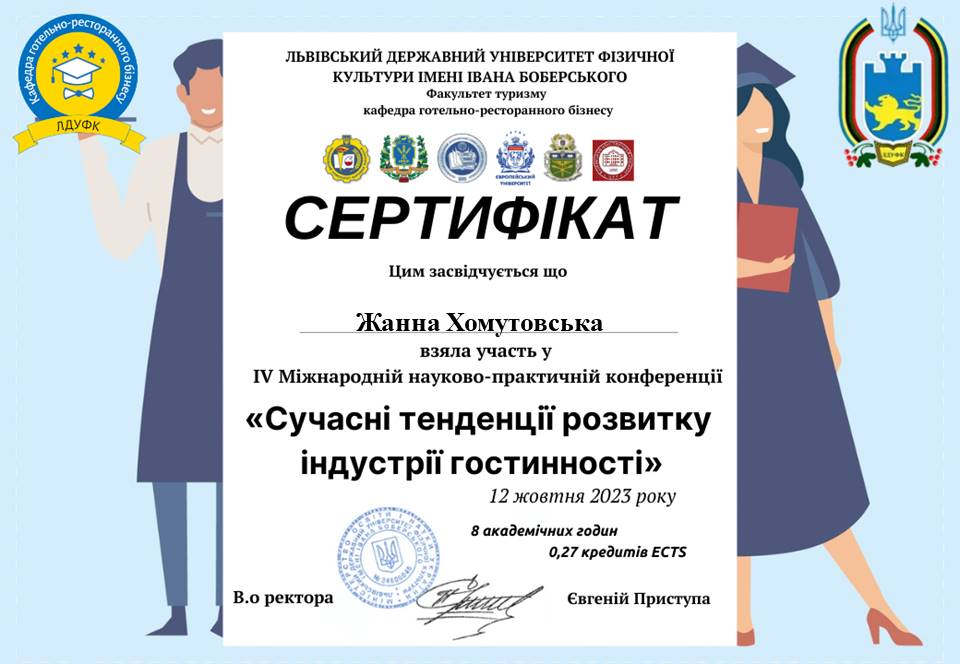 Кафедра готельно-ресторанного бізнесу
ЛДУФК
ЛЬВІВСЬКИЙ ДЕРЖАВНИЙ УНІВЕРСИТЕТ ФІЗИЧНОЇ
КУЛЬТУРИ ІМЕНІ ІВАНА БОБЕРСЬКОГО
Факультет туризму
кафедра готельно-ресторанного бізнесу
ЛДУФК
ЄВРОПЕЙСЬКИЙ
УНІВЕРСИТЕТ
СЕРТИФІКАТ
Цим засвідчується що
Жанна Хомутовська
взяла участь у
IV Міжнародній науково-практичній конференції
«Сучасні тенденції розвитку
індустрії гостинності»
12 жовтня 2023 року
8 академічних годин
0,27 кредитів ECTS
В.о ректора
Євгеній Приступа